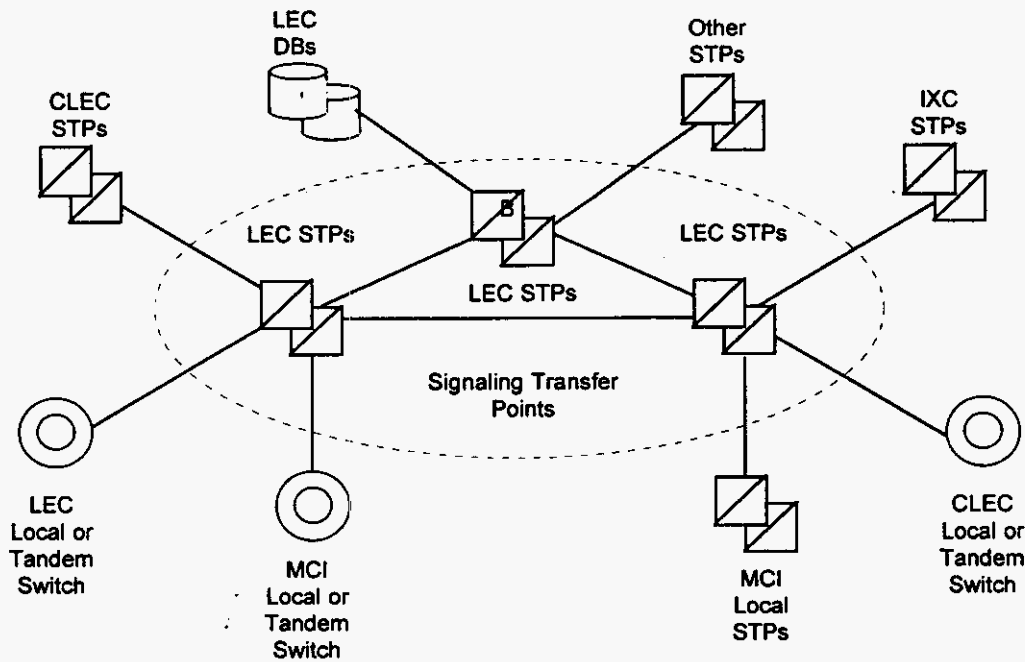 LEC
DBs
Other
STPs
CLEC
STPs
IXC
STPs
B
LEC STPs
LEC STPs
LEC STPs
Signaling Transfer
Points
LEC
Local or
Tandem
Switch
MCI
Local or
Tandem
Switch
MCI
Local
STPs
CLEC
Local or
Tandem
Switch